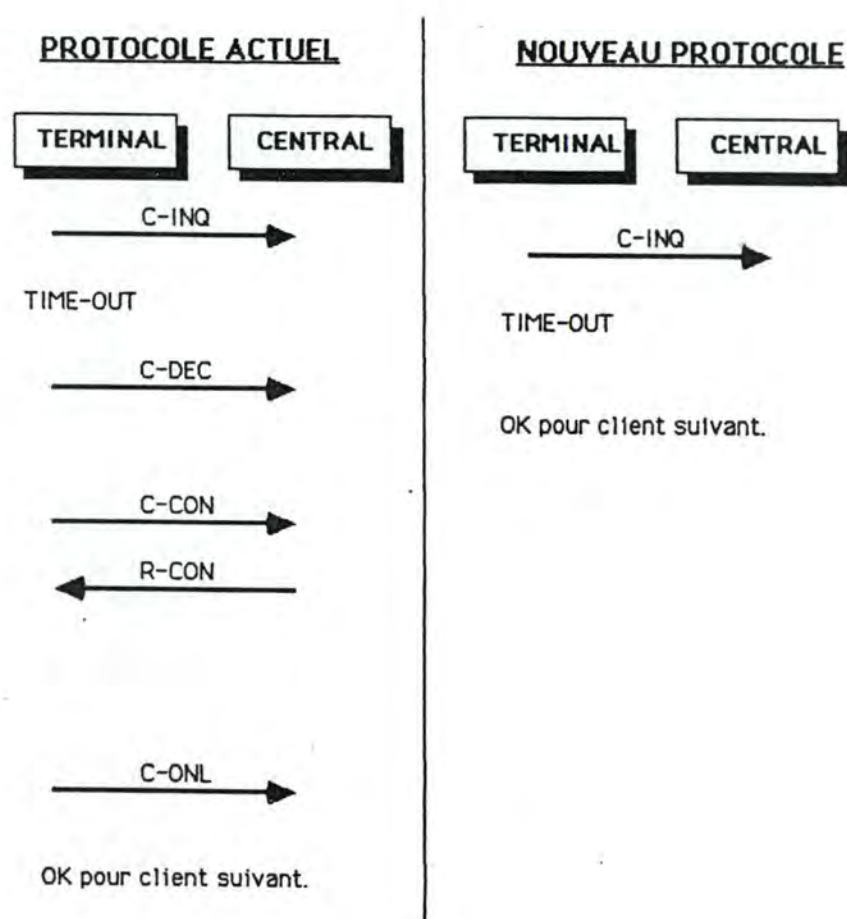 PROTOCOLE ACTUEL
TERMINAL CENTRAL
C-INQ
TIME-OUT
C-DEC
C-CON
R-CON
C-ONL
OK pour client suivant.
NOUVEAU PROTOCOLE
TERMINAL CENTRAL
C-INQ
TIME-OUT
OK pour client suivant.